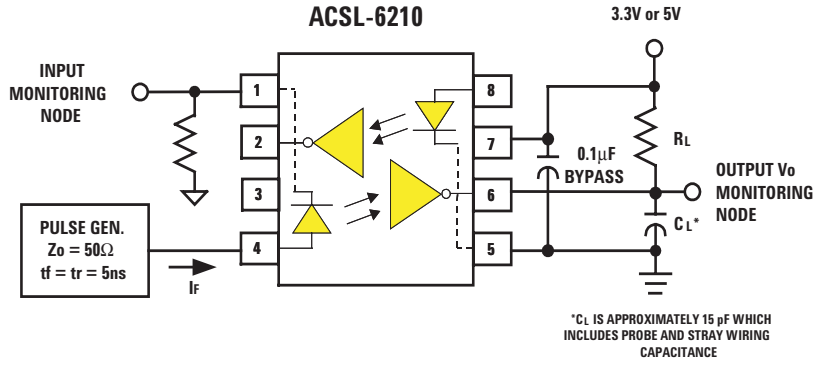 ACSL-6210
3.3V or 5V
INPUT
MONITORING
NODE
1
2
3
4
8
7
6
5
0.1μF
BYPASS
RL
OUTPUT Vo
MONITORING
NODE
CL*
PULSE GEN.
Zo = 50Ω
tf = tr = 5ns
IF
*CL IS APPROXIMATELY 15 pF WHICH
INCLUDES PROBE AND STRAY WIRING
CAPACITANCE